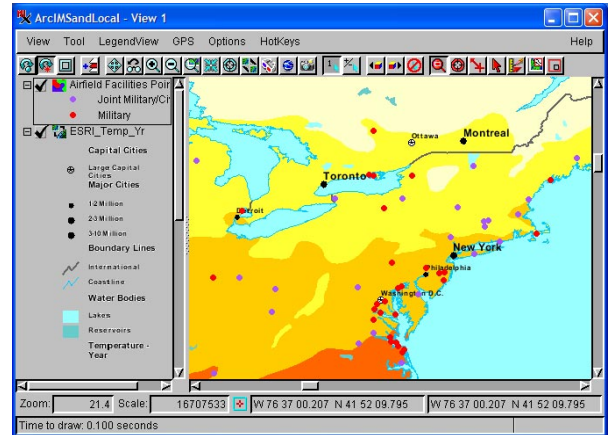 ArcIMSandLocal - View 1
View Tool LegendView GPS Options HotKeys Help
Airfield Facilities Poin
Joint Military/Ci
Military
ESRI_Temp_Yr
Capital Cities
Large Capital
Cities
Major Cities
1-2 Million
2-3 Million
3-10 Million
Boundary Lines
International
Coastline
Water Bodies
Lakes
Reservoirs
Temperature -
Year
Ottawa
Montreal
Toronto
Detroit
New York
Philadelphia
Washington D.C.
Zoom: 21.4 Scale: 16707533 W 76 37 00.207 N 41 52 09.795 W 76 37 00.207 N 41 52 09.795
Time to draw: 0.100 seconds